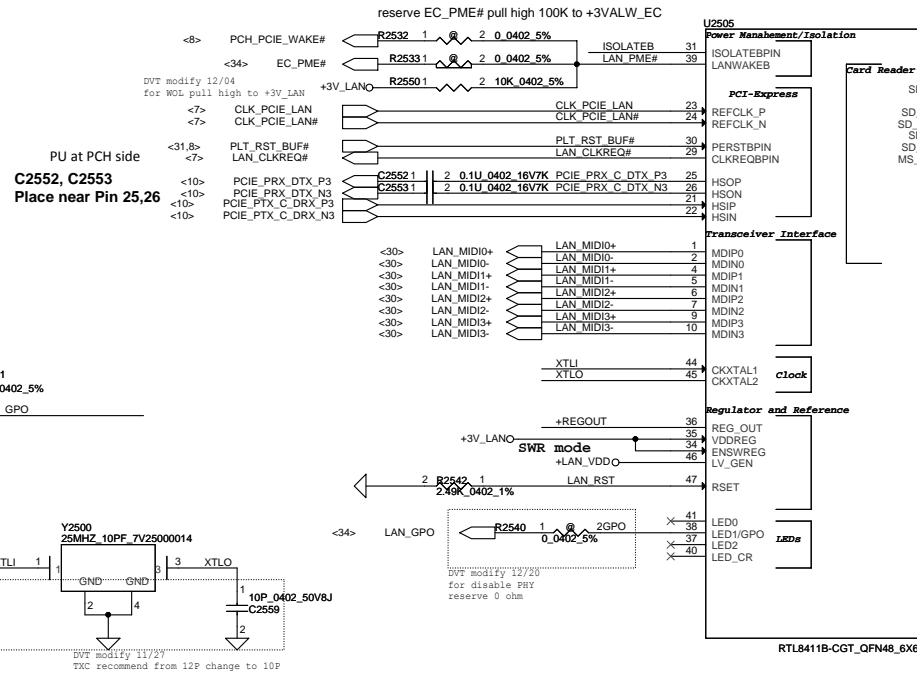 reserve EC_PME# pull high 100K to +3VALW_EC
U2505
Power Manahement/Isolation
<8> PCH_PCIE_WAKE# R2532 1 @ 2 0_0402_5%
ISOLATEB 31 ISOLATEBPIN
<34> EC_PME# R2533 1 @ 2 0_0402_5% LAN_PME# 39 LANWAKEB
DVT modify 12/04
for WOL pull high to +3V_LAN
+3V_LAN R2550 1 2 10K_0402_5%
Card Reader
PCI-Express
<7> CLK_PCIE_LAN CLK_PCIE_LAN 23 REFCLK_P
<7> CLK_PCIE_LAN# CLK_PCIE_LAN# 24 REFCLK_N
<31,8> PLT_RST_BUF# PLT_RST_BUF# 30 PERSTBPIN
<7> LAN_CLKREQ# LAN_CLKREQ# 29 CLKREQBPIN
PU at PCH side
C2552, C2553
Place near Pin 25,26
<10> PCIE_PRX_DTX_P3 C2552 1 2 0.1U_0402_16V7K PCIE_PRX_C_DTX_P3 25 HSOP
<10> PCIE_PRX_DTX_N3 C2553 1 2 0.1U_0402_16V7K PCIE_PRX_C_DTX_N3 26 HSON
<10> PCIE_PTX_C_DRX_P3 21 HSIP
<10> PCIE_PTX_C_DRX_N3 22 HSIN
Transceiver Interface
<30> LAN_MIDI0+ LAN_MIDI0+ 1 MDIP0
<30> LAN_MIDI0- LAN_MIDI0- 2 MDIN0
<30> LAN_MIDI1+ LAN_MIDI1+ 4 MDIP1
<30> LAN_MIDI1- LAN_MIDI1- 5 MDIN1
<30> LAN_MIDI2+ LAN_MIDI2+ 6 MDIP2
<30> LAN_MIDI2- LAN_MIDI2- 7 MDIN2
<30> LAN_MIDI3+ LAN_MIDI3+ 9 MDIP3
<30> LAN_MIDI3- LAN_MIDI3- 10 MDIN3
XTLI 44 CKXTAL1
XTLO 45 CKXTAL2
Clock
1
0402_5%
GPO
Regulator and Reference
+REGOUT 36 REG_OUT
+3V_LAN 35 VDDREG
SWR mode 34 ENSWREG
+LAN_VDD 46 LV_GEN
2 R2542 1 LAN_RST 47 RSET
2.49K_0402_1%
41 LED0
<34> LAN_GPO R2540 1 @ 2 GPO 38 LED1/GPO
0_0402_5%
37 LED2
40 LED_CR
LEDs
DVT modify 12/20
for disable PHY
reserve 0 ohm
Y2500
25MHZ_10PF_7V25000014
TLI 1 1 3 3 XTLO
GND GND
2 4
1
10P_0402_50V8J
C2559
2
DVT modify 11/27
TXC recommend from 12P change to 10P
RTL8411B-CGT_QFN48_6X6